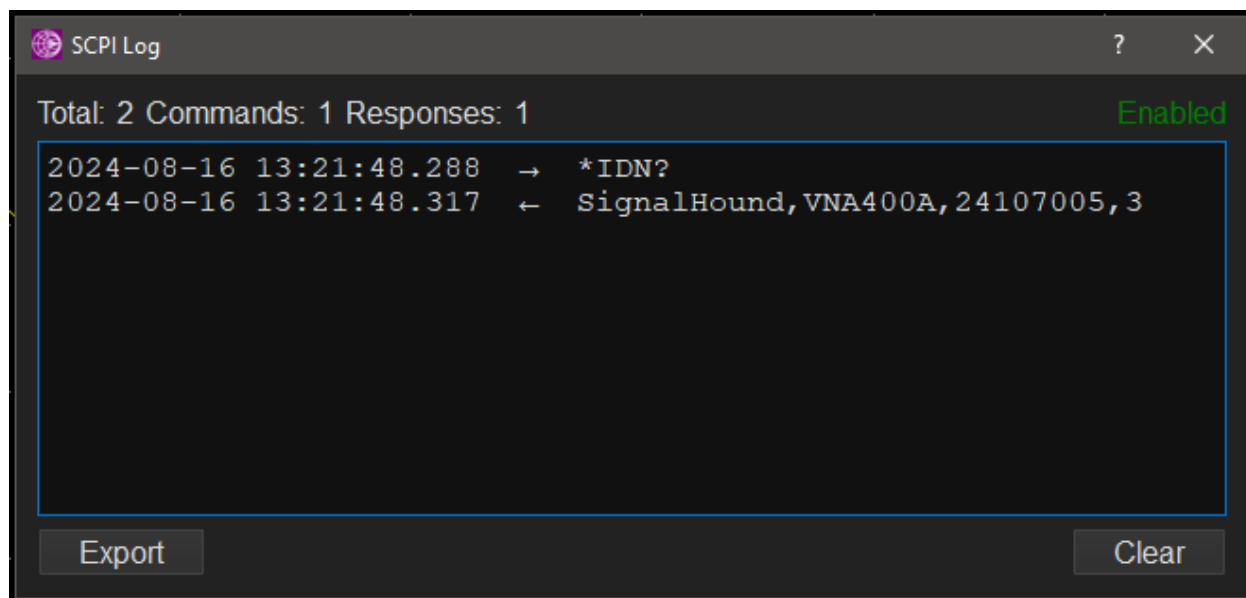 SCPI Log ? ×
Total: 2 Commands: 1 Responses: 1 Enabled
2024-08-16 13:21:48.288 → *IDN?
2024-08-16 13:21:48.317 ← SignalHound,VNA400A,24107005,3
Export Clear